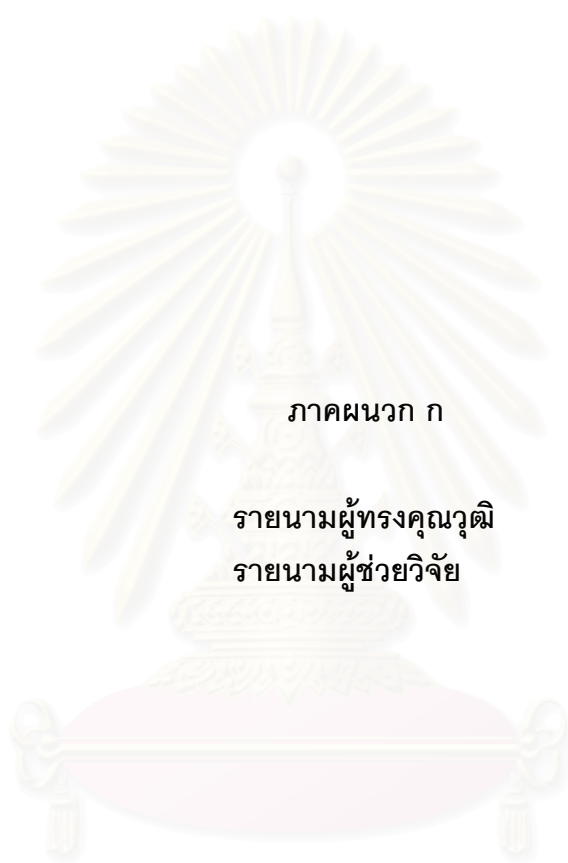 ภาคผนวก ก
รายนามผู้ทรงคุณวุฒิ
รายนามผู้ช่วยวิจัย